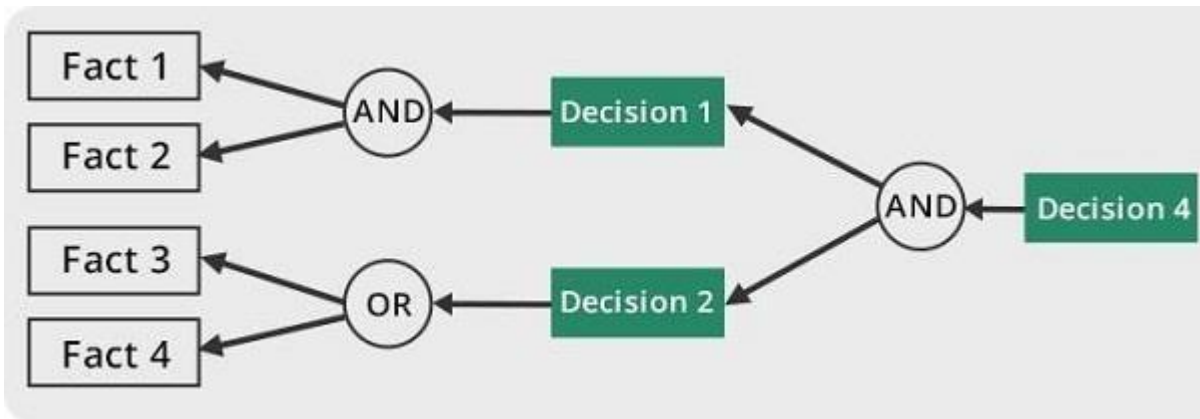 Fact 1
Fact 2
AND
Decision 1
Fact 3
Fact 4
OR
Decision 2
AND
Decision 4